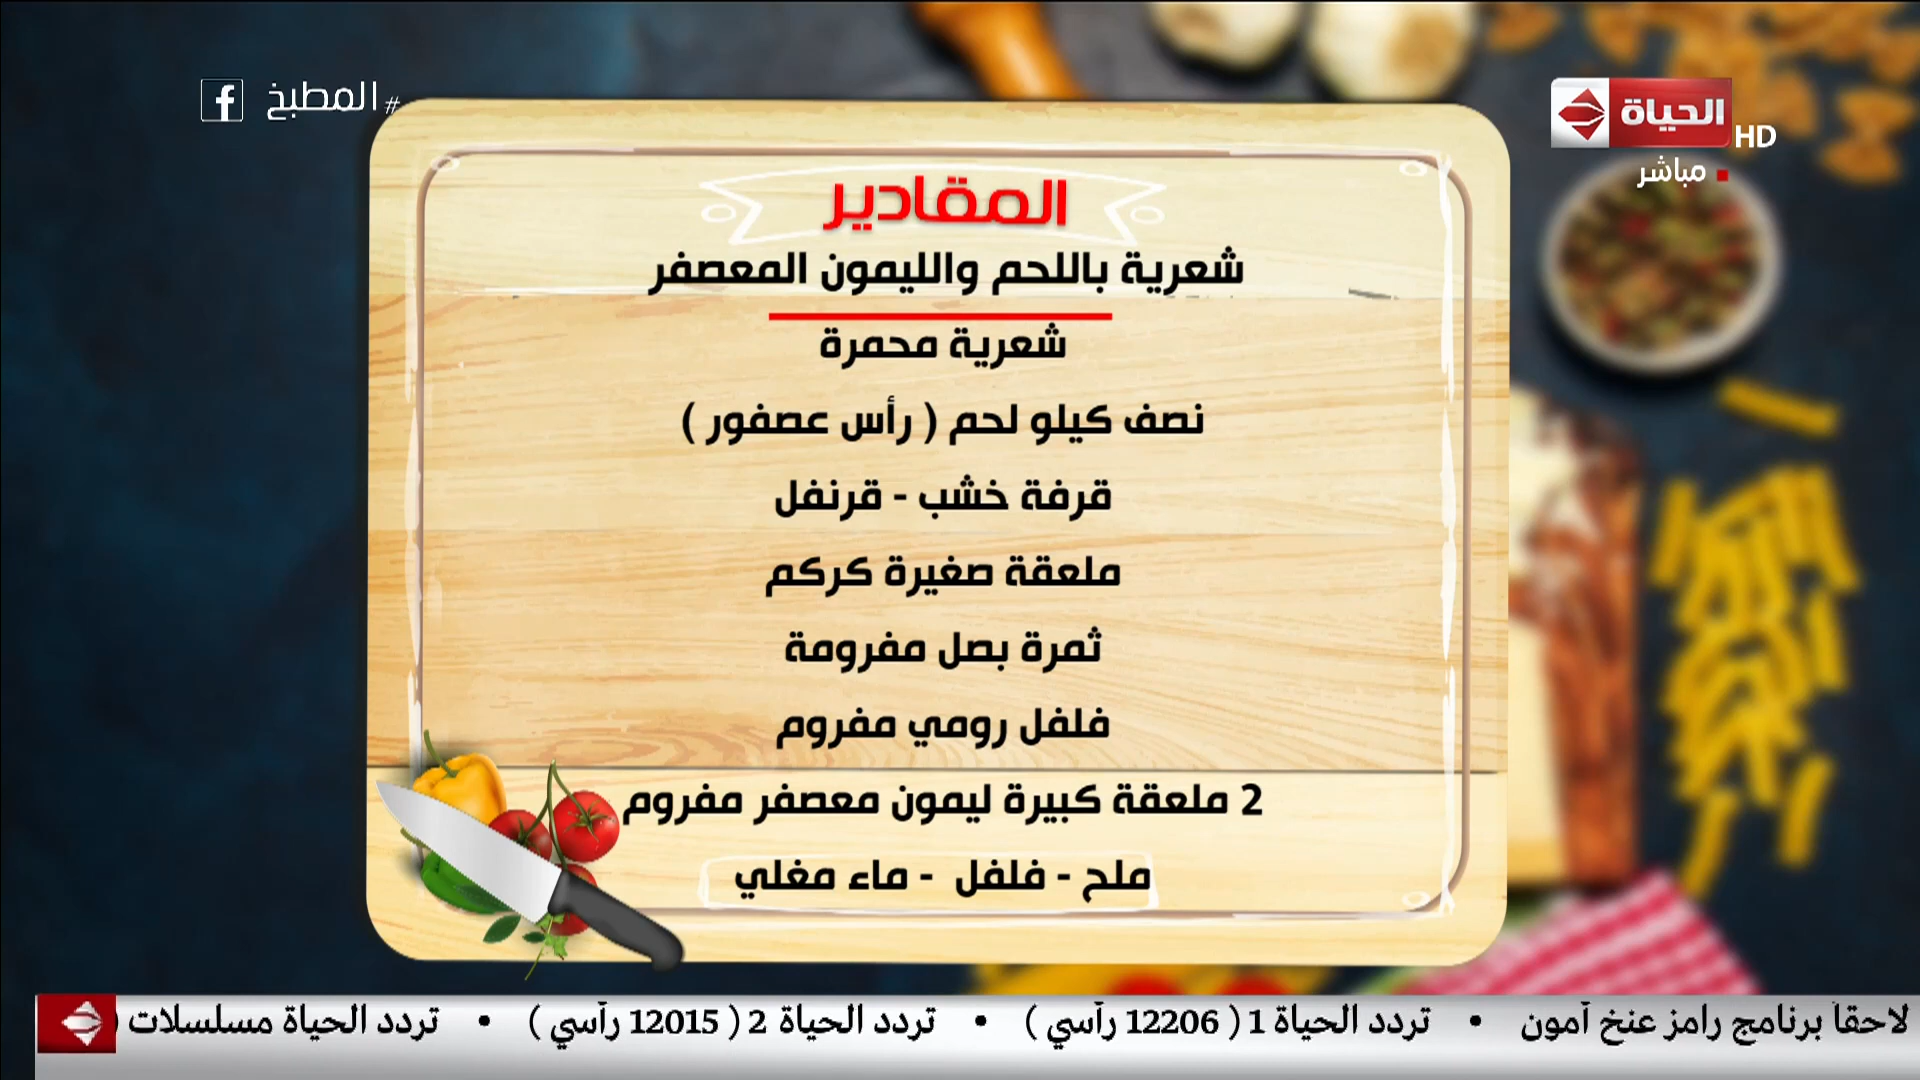 #المطبخ
الحياة
HD
مباشر
المقادير
شعرية باللحم والليمون المعصفر
شعرية محمرة
نصف كيلو لحم ( رأس عصفور )
قرفة خشب - قرنفل
ملعقة صغيرة كركم
ثمرة بصل مفرومة
فلفل رومي مفروم
2 ملعقة كبيرة ليمون معصفر مفروم
ملح - فلفل - ماء مغلي
لاحقا برنامج رامز عنخ آمون • تردد الحياة 1 ( 12206 رأسي ) • تردد الحياة 2 ( 12015 رأسي ) • تردد الحياة مسلسلات (